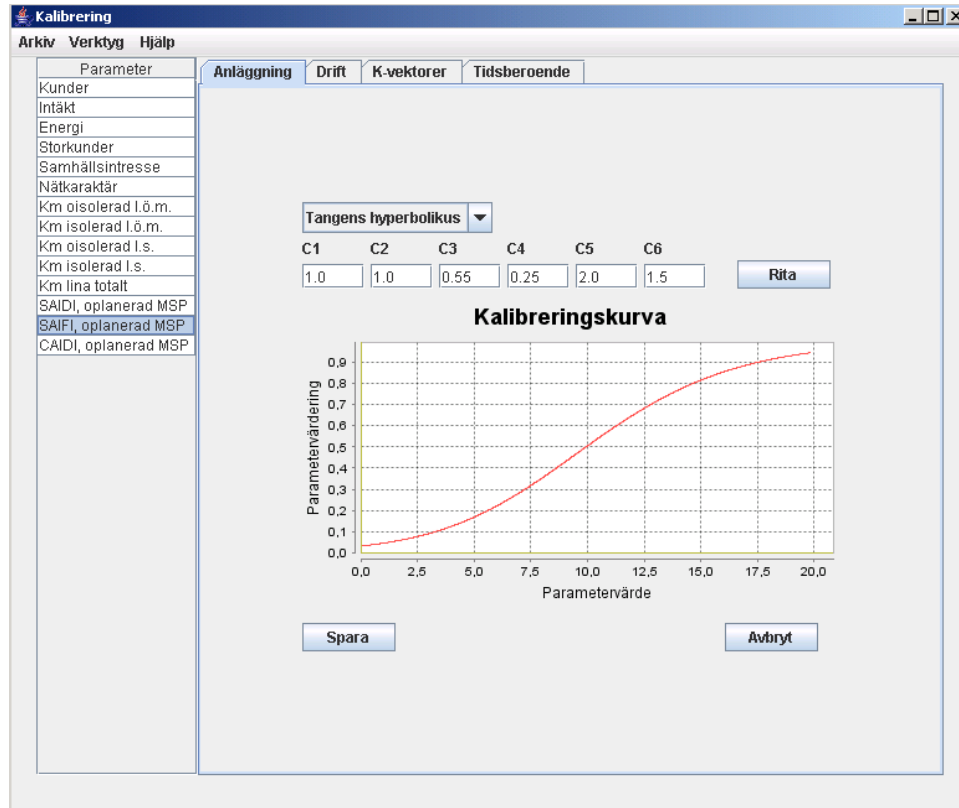 Kalibrering
Arkiv Verktyg Hjälp
Parameter
Kunder
Intäkt
Energi
Storkunder
Samhällsintresse
Nätkaraktär
Km oisolerad l.ö.m.
Km isolerad l.ö.m.
Km oisolerad l.s.
Km isolerad l.s.
Km lina totalt
SAIDI, oplanerad MSP
SAIFI, oplanerad MSP
CAIDI, oplanerad MSP
Anläggning Drift K-vektorer Tidsberoende
Tangens hyperbolikus
C1 C2 C3 C4 C5 C6
1.0 1.0 0.55 0.25 2.0 1.5 Rita
Kalibreringskurva
Parametervärdering
0,9
0,8
0,7
0,6
0,5
0,4
0,3
0,2
0,1
0,0
0,0 2,5 5,0 7,5 10,0 12,5 15,0 17,5 20,0
Parametervärde
Spara Avbryt